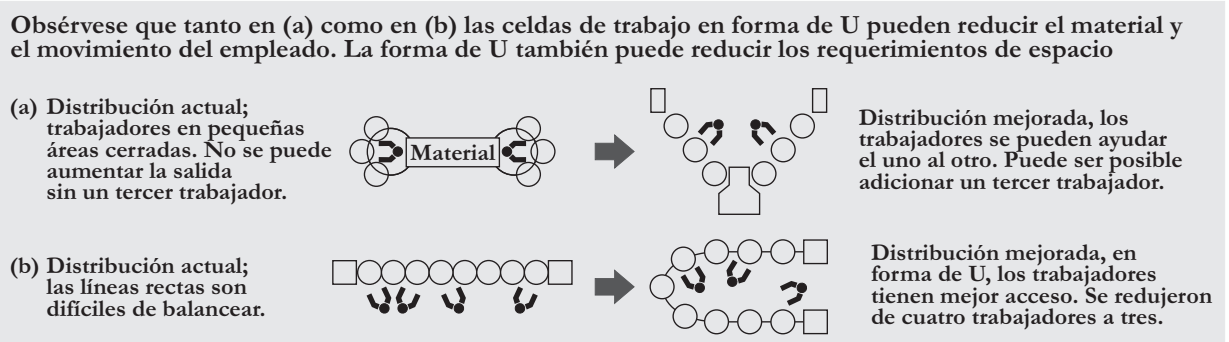 Obsérvese que tanto en (a) como en (b) las celdas de trabajo en forma de U pueden reducir el material y
el movimiento del empleado. La forma de U también puede reducir los requerimientos de espacio
(a) Distribución actual;
trabajadores en pequeñas
áreas cerradas. No se puede
aumentar la salida
sin un tercer trabajador.
Material
Distribución mejorada, los
trabajadores se pueden ayudar
el uno al otro. Puede ser posible
adicionar un tercer trabajador.
(b) Distribución actual;
las líneas rectas son
difíciles de balancear.
Distribución mejorada, en
forma de U, los trabajadores
tienen mejor acceso. Se redujeron
de cuatro trabajadores a tres.